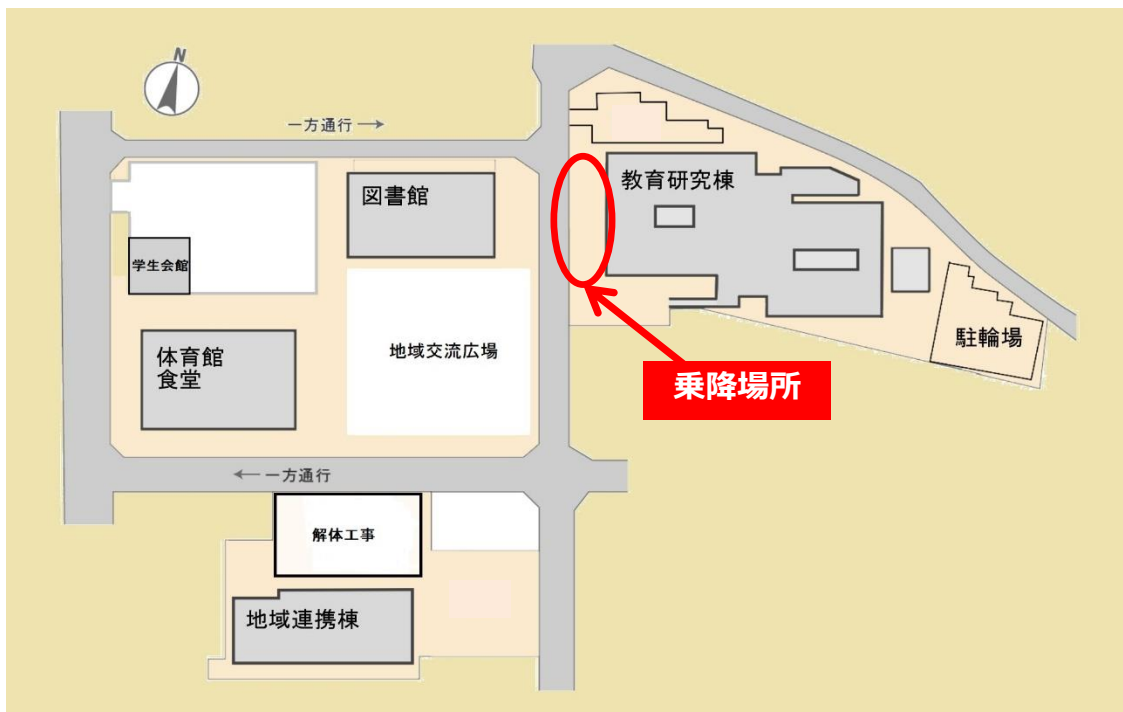 N
一方通行→
図書館
教育研究棟
学生会館
地域交流広場
体育館
食堂
駐輪場
乗降場所
←一方通行
解体工事
地域連携棟